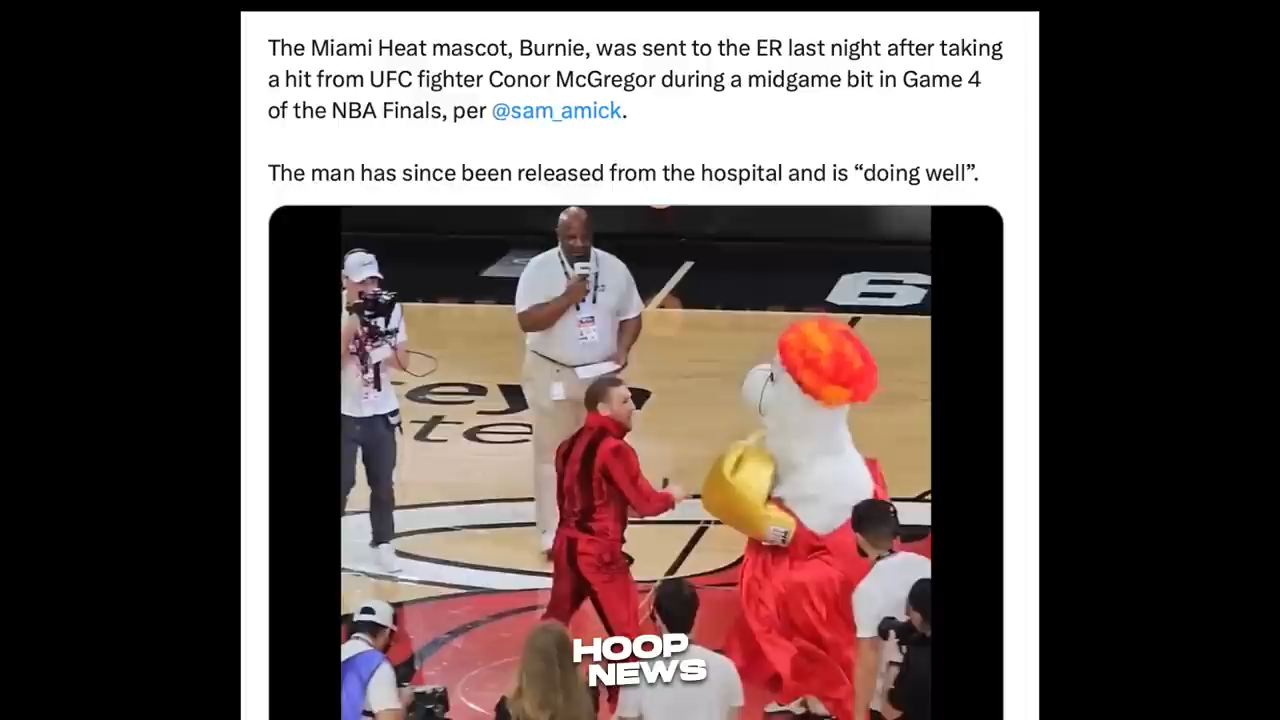 The Miami Heat mascot, Burnie, was sent to the ER last night after taking
a hit from UFC fighter Conor McGregor during a midgame bit in Game 4
of the NBA Finals, per @sam_amick.
The man has since been released from the hospital and is “doing well”.
6
HOOP
NEWS